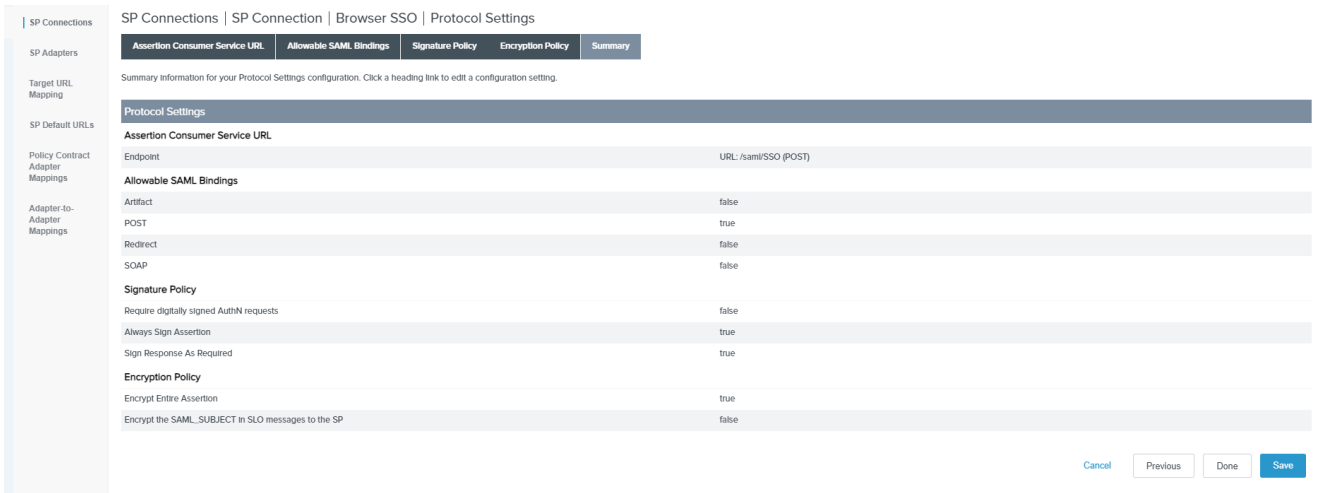 SP Connections
SP Adapters
Target URL
Mapping
SP Default URLs
Policy Contract
Adapter
Mappings
Adapter-to-
Adapter
Mappings
SP Connections | SP Connection | Browser SSO | Protocol Settings
Assertion Consumer Service URL Allowable SAML Bindings Signature Policy Encryption Policy Summary
Summary information for your Protocol Settings configuration. Click a heading link to edit a configuration setting.
Protocol Settings
Assertion Consumer Service URL
Endpoint URL: /saml/SSO (POST)
Allowable SAML Bindings
Artifact false
POST true
Redirect false
SOAP false
Signature Policy
Require digitally signed AuthN requests false
Always Sign Assertion true
Sign Response As Required true
Encryption Policy
Encrypt Entire Assertion true
Encrypt the SAML_SUBJECT in SLO messages to the SP false
Cancel Previous Done Save